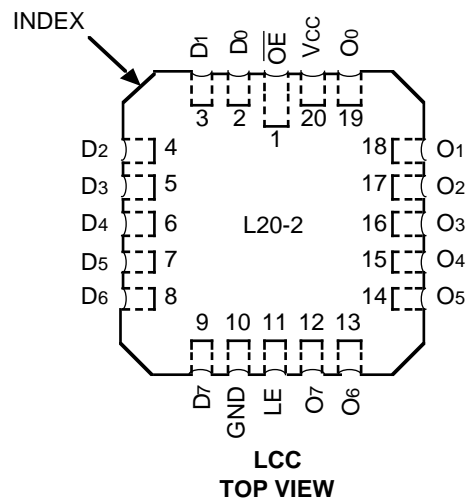 INDEX
D1 D0 OE VCC O0
3 2 1 20 19
D2 4 18 O1
D3 5 17 O2
D4 6 L20-2 16 O3
D5 7 15 O4
D6 8 14 O5
9 10 11 12 13
D7 GND LE O7 O6
LCC
TOP VIEW